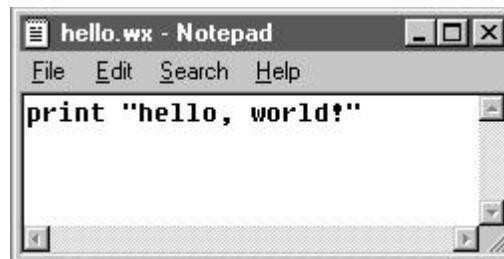 hello.wx - Notepad
File Edit Search Help
print "hello, world!"